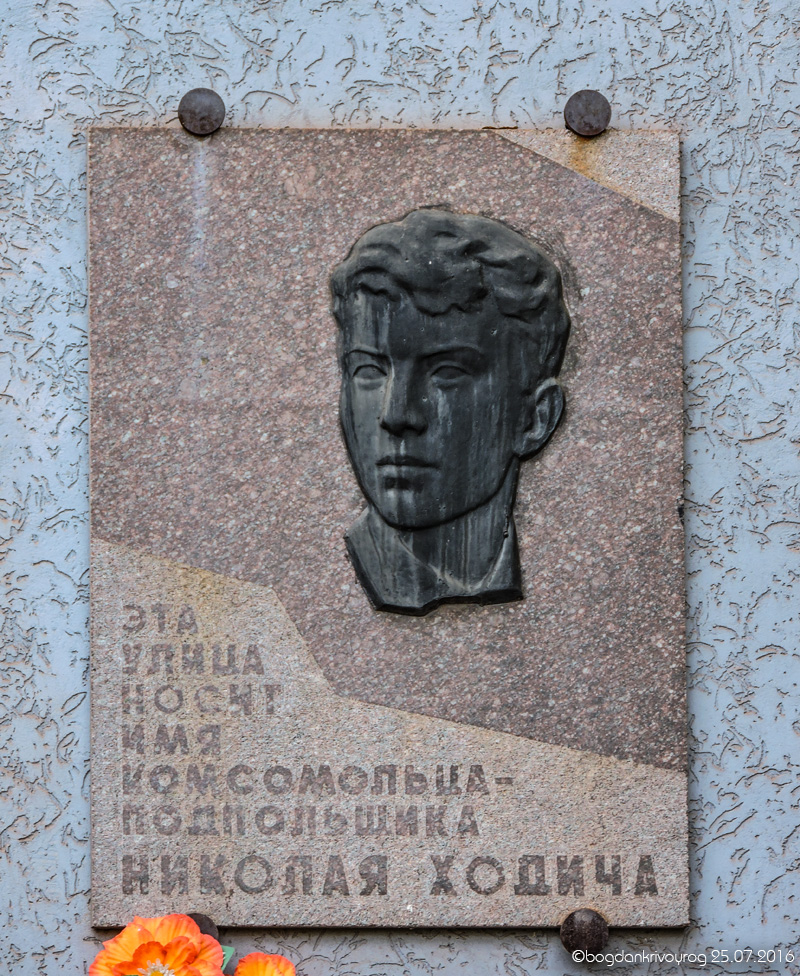 ЭТА
УЛИЦА
НОСИТ
ИМЯ
КОМСОМОЛЬЦА-
ПОДПОЛЬЩИКА
НИКОЛАЯ ХОДИЧА
©bogdankrivoyrog 25.07.2016